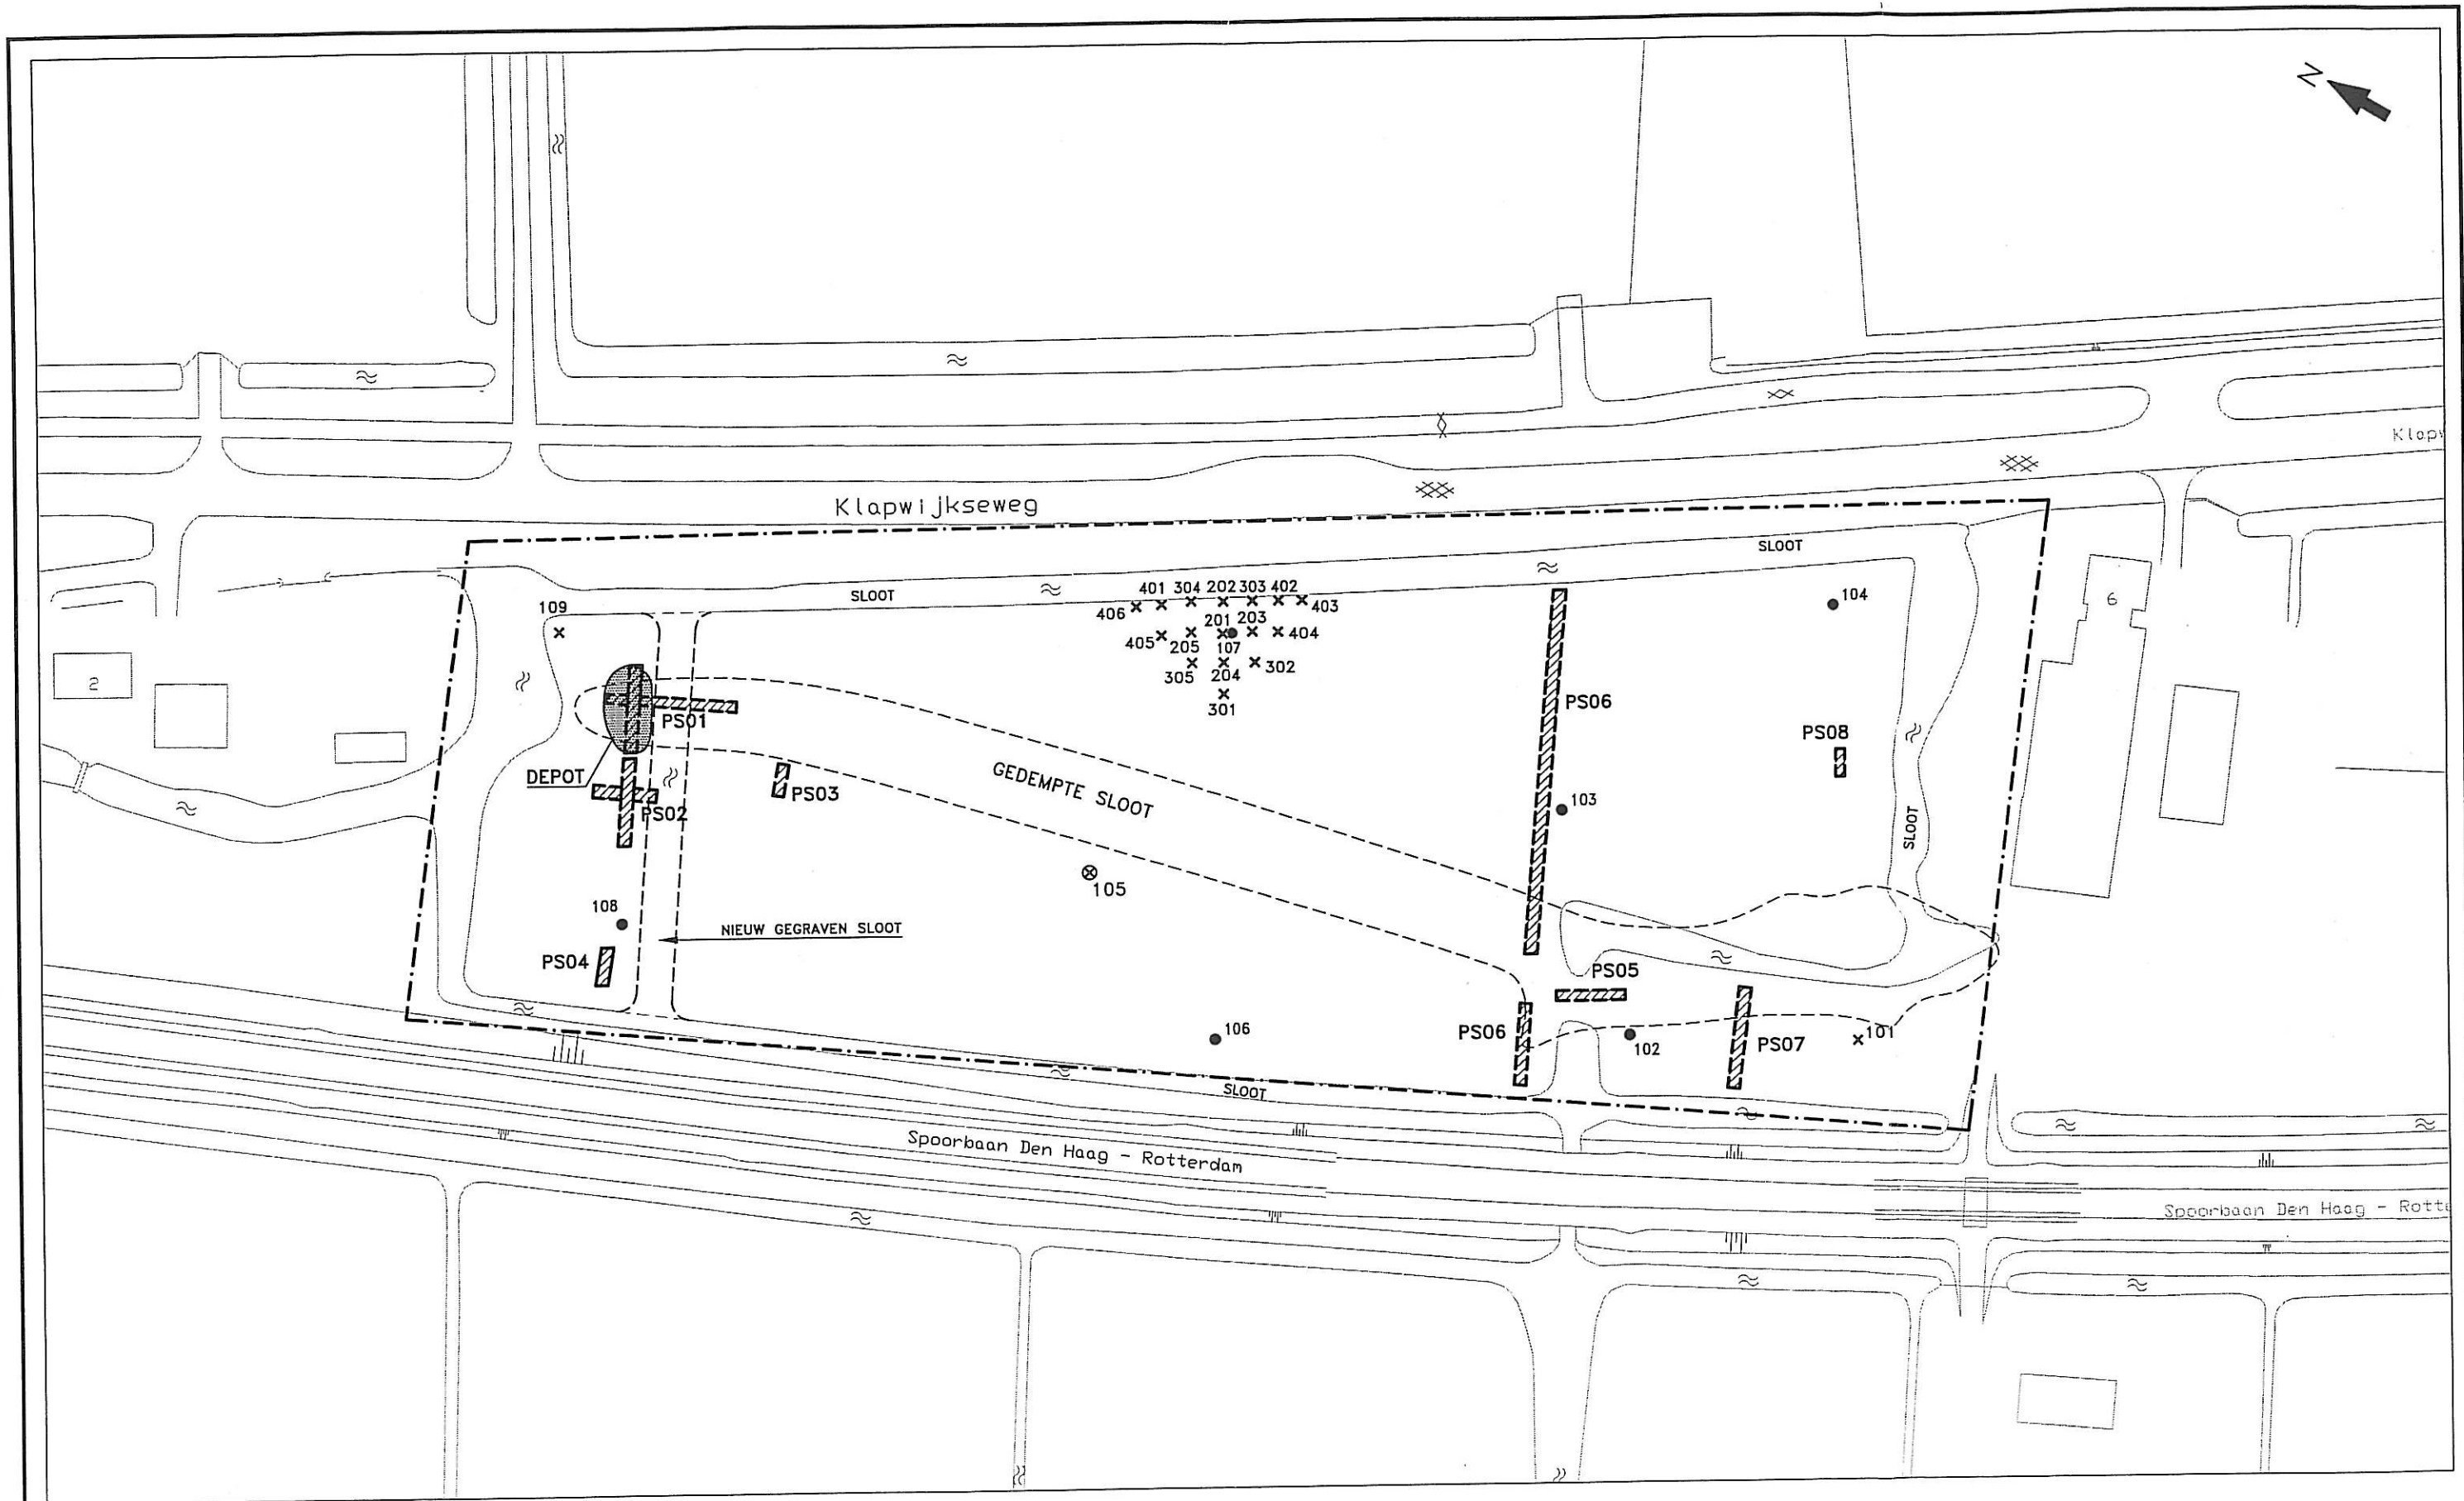 N
Klapw
Klapwijkseweg
SLOOT
SLOOT
401 304 202 303 402
406
403
109
104
201 203
405 205 107 404
6
305 204 302
2
301
PS01
PS06
PS08
DEPOT
GEDEMPTE SLOOT
PS03
103
PS02
SLOOT
105
108
NIEUW GEGRAVEN SLOOT
PS04
PS05
106
PS06
102
PS07
101
SLOOT
Spoorbaan Den Haag - Rotterdam
Spoorbaan Den Haag - Rotte